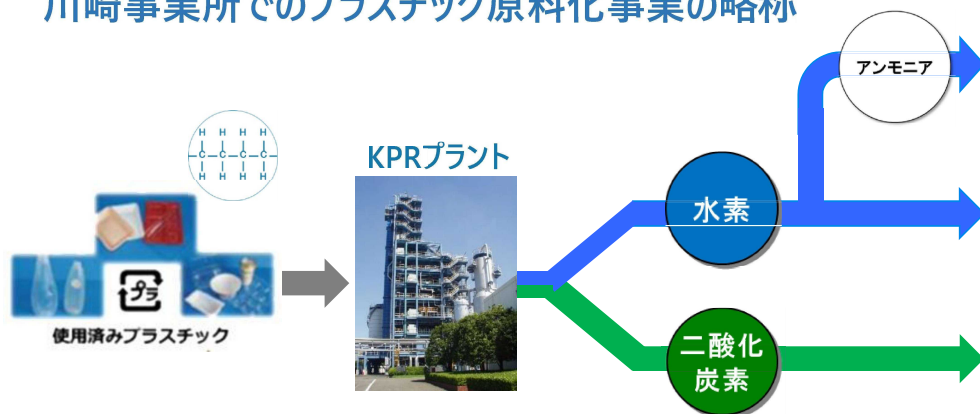 川崎事業所でのプラスチック原料化事業の略称
アンモニア
H H H H
C C C C
H H H H
KPRプラント
水素
プラ
使用済みプラスチック
二酸化
炭素